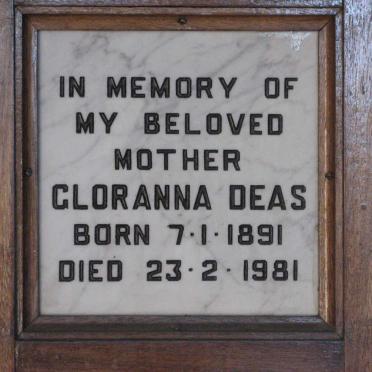 IN MEMORY OF
MY BELOVED
MOTHER
GLORANNA DEAS
BORN 7·1·1891
DIED 23·2·1981